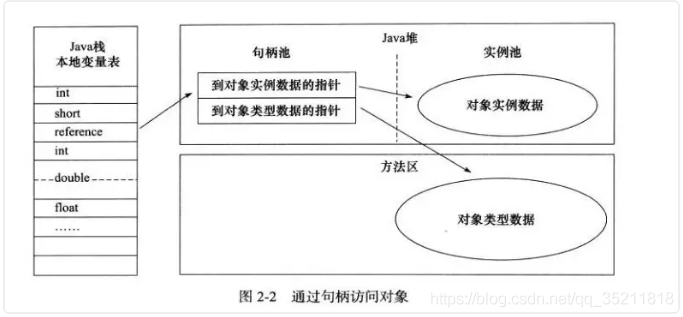 Java栈
本地变量表
int
short
reference
int
double
float
……
Java堆
句柄池
实例池
到对象实例数据的指针
到对象类型数据的指针
对象实例数据
方法区
对象类型数据
图 2-2 通过句柄访问对象
https://blog.csdn.net/qq_35211818